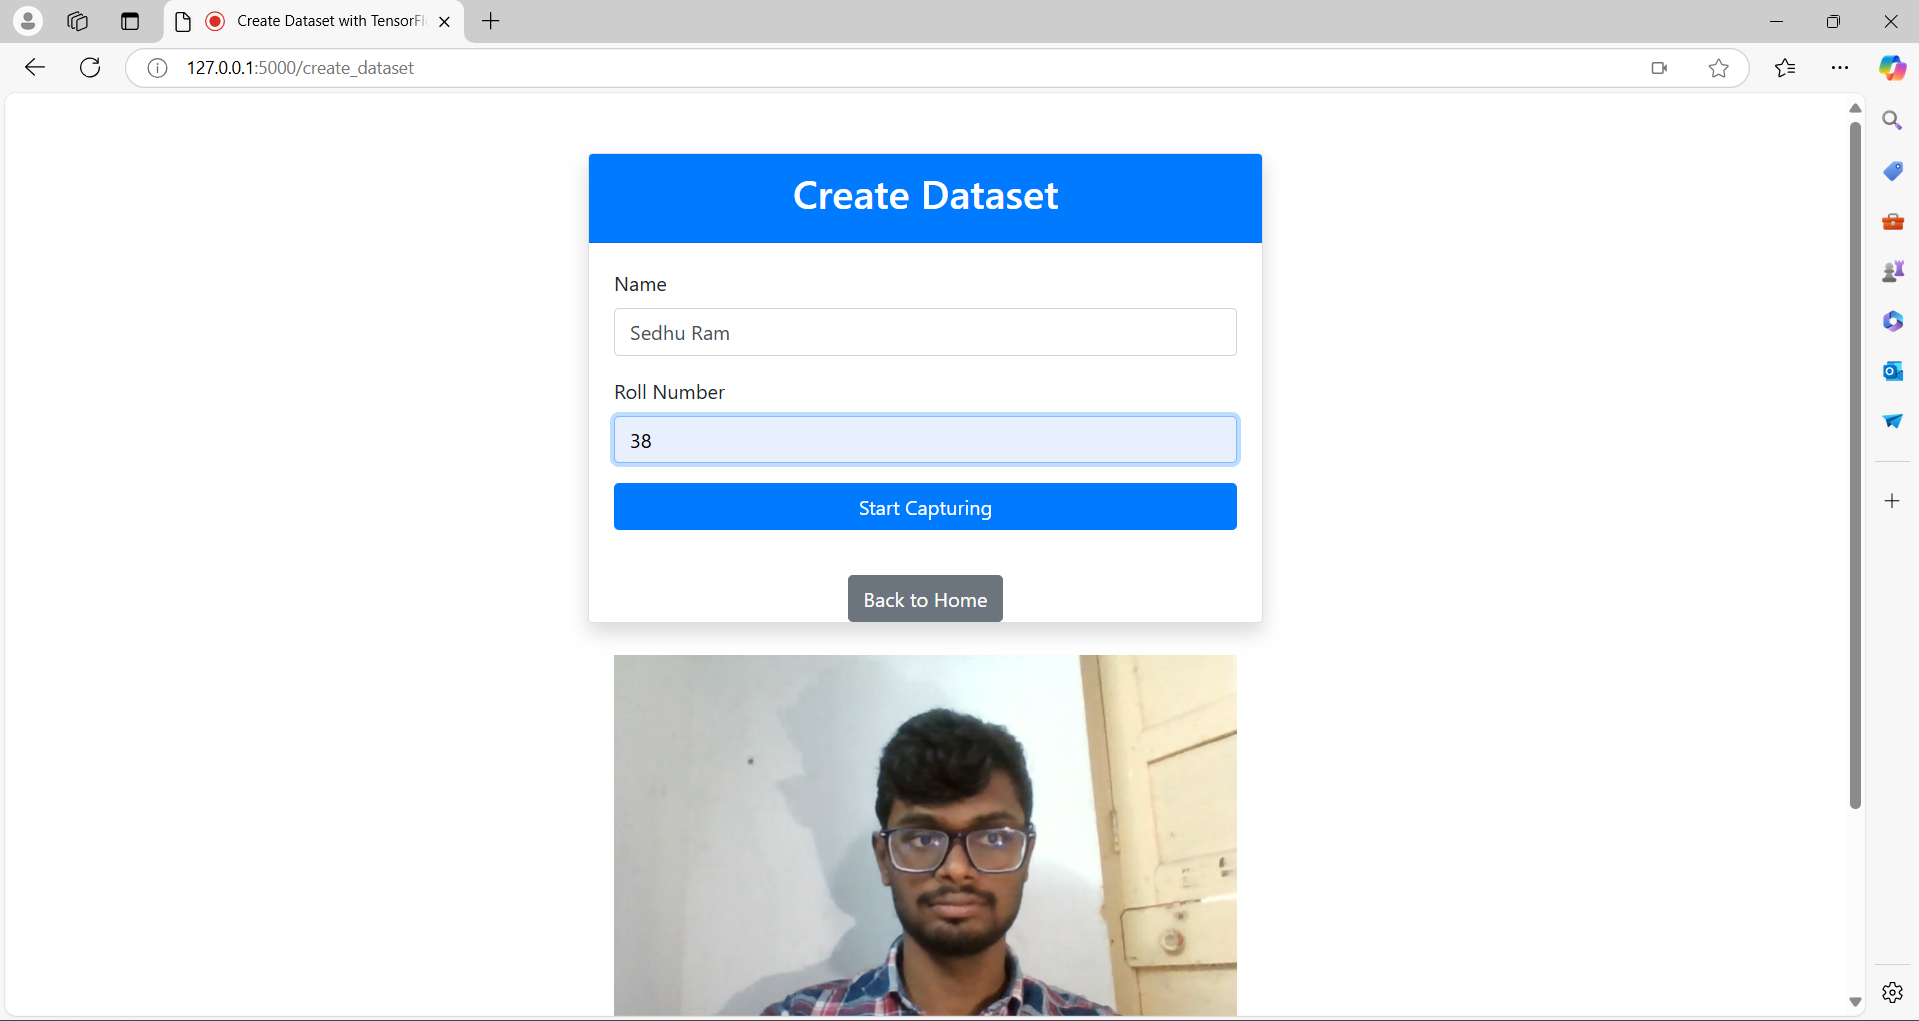 Create Dataset with TensorFl
127.0.0.1:5000/create_dataset
Create Dataset
Name
Sedhu Ram
Roll Number
38
Start Capturing
Back to Home